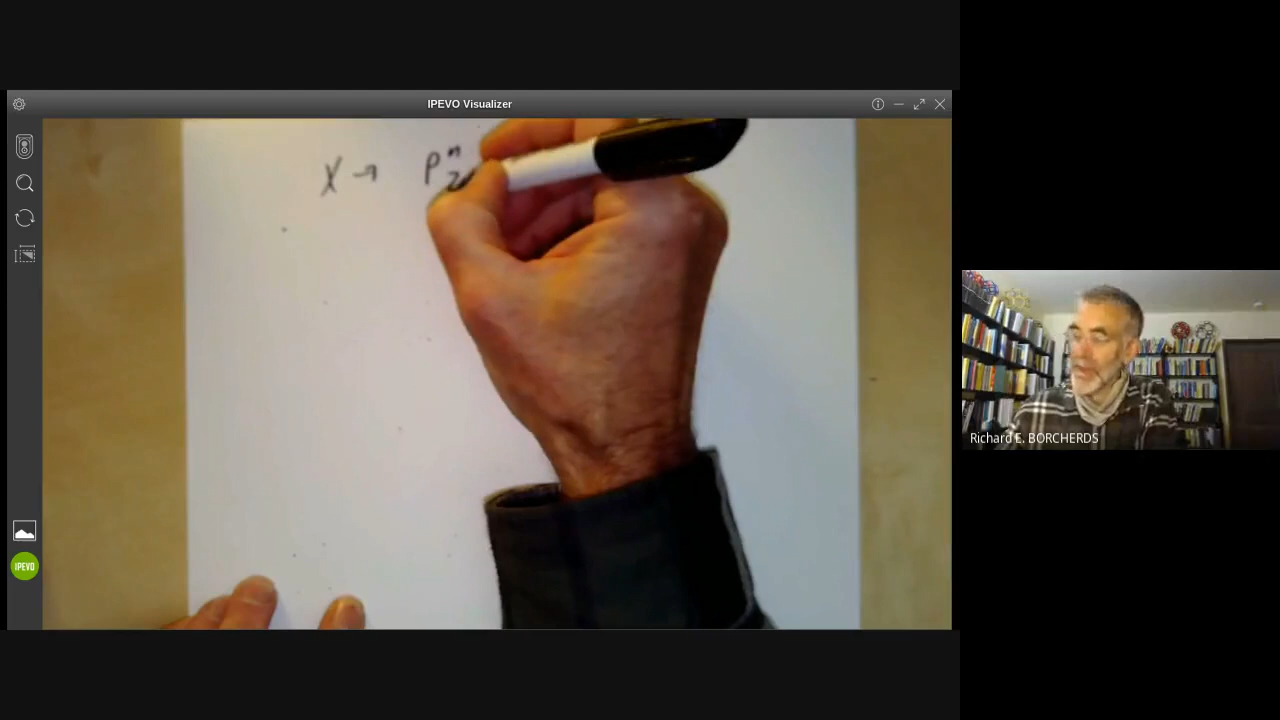 IPEVO Visualizer
X → Pⁿ
IPEVO
Richard E. BORCHERDS